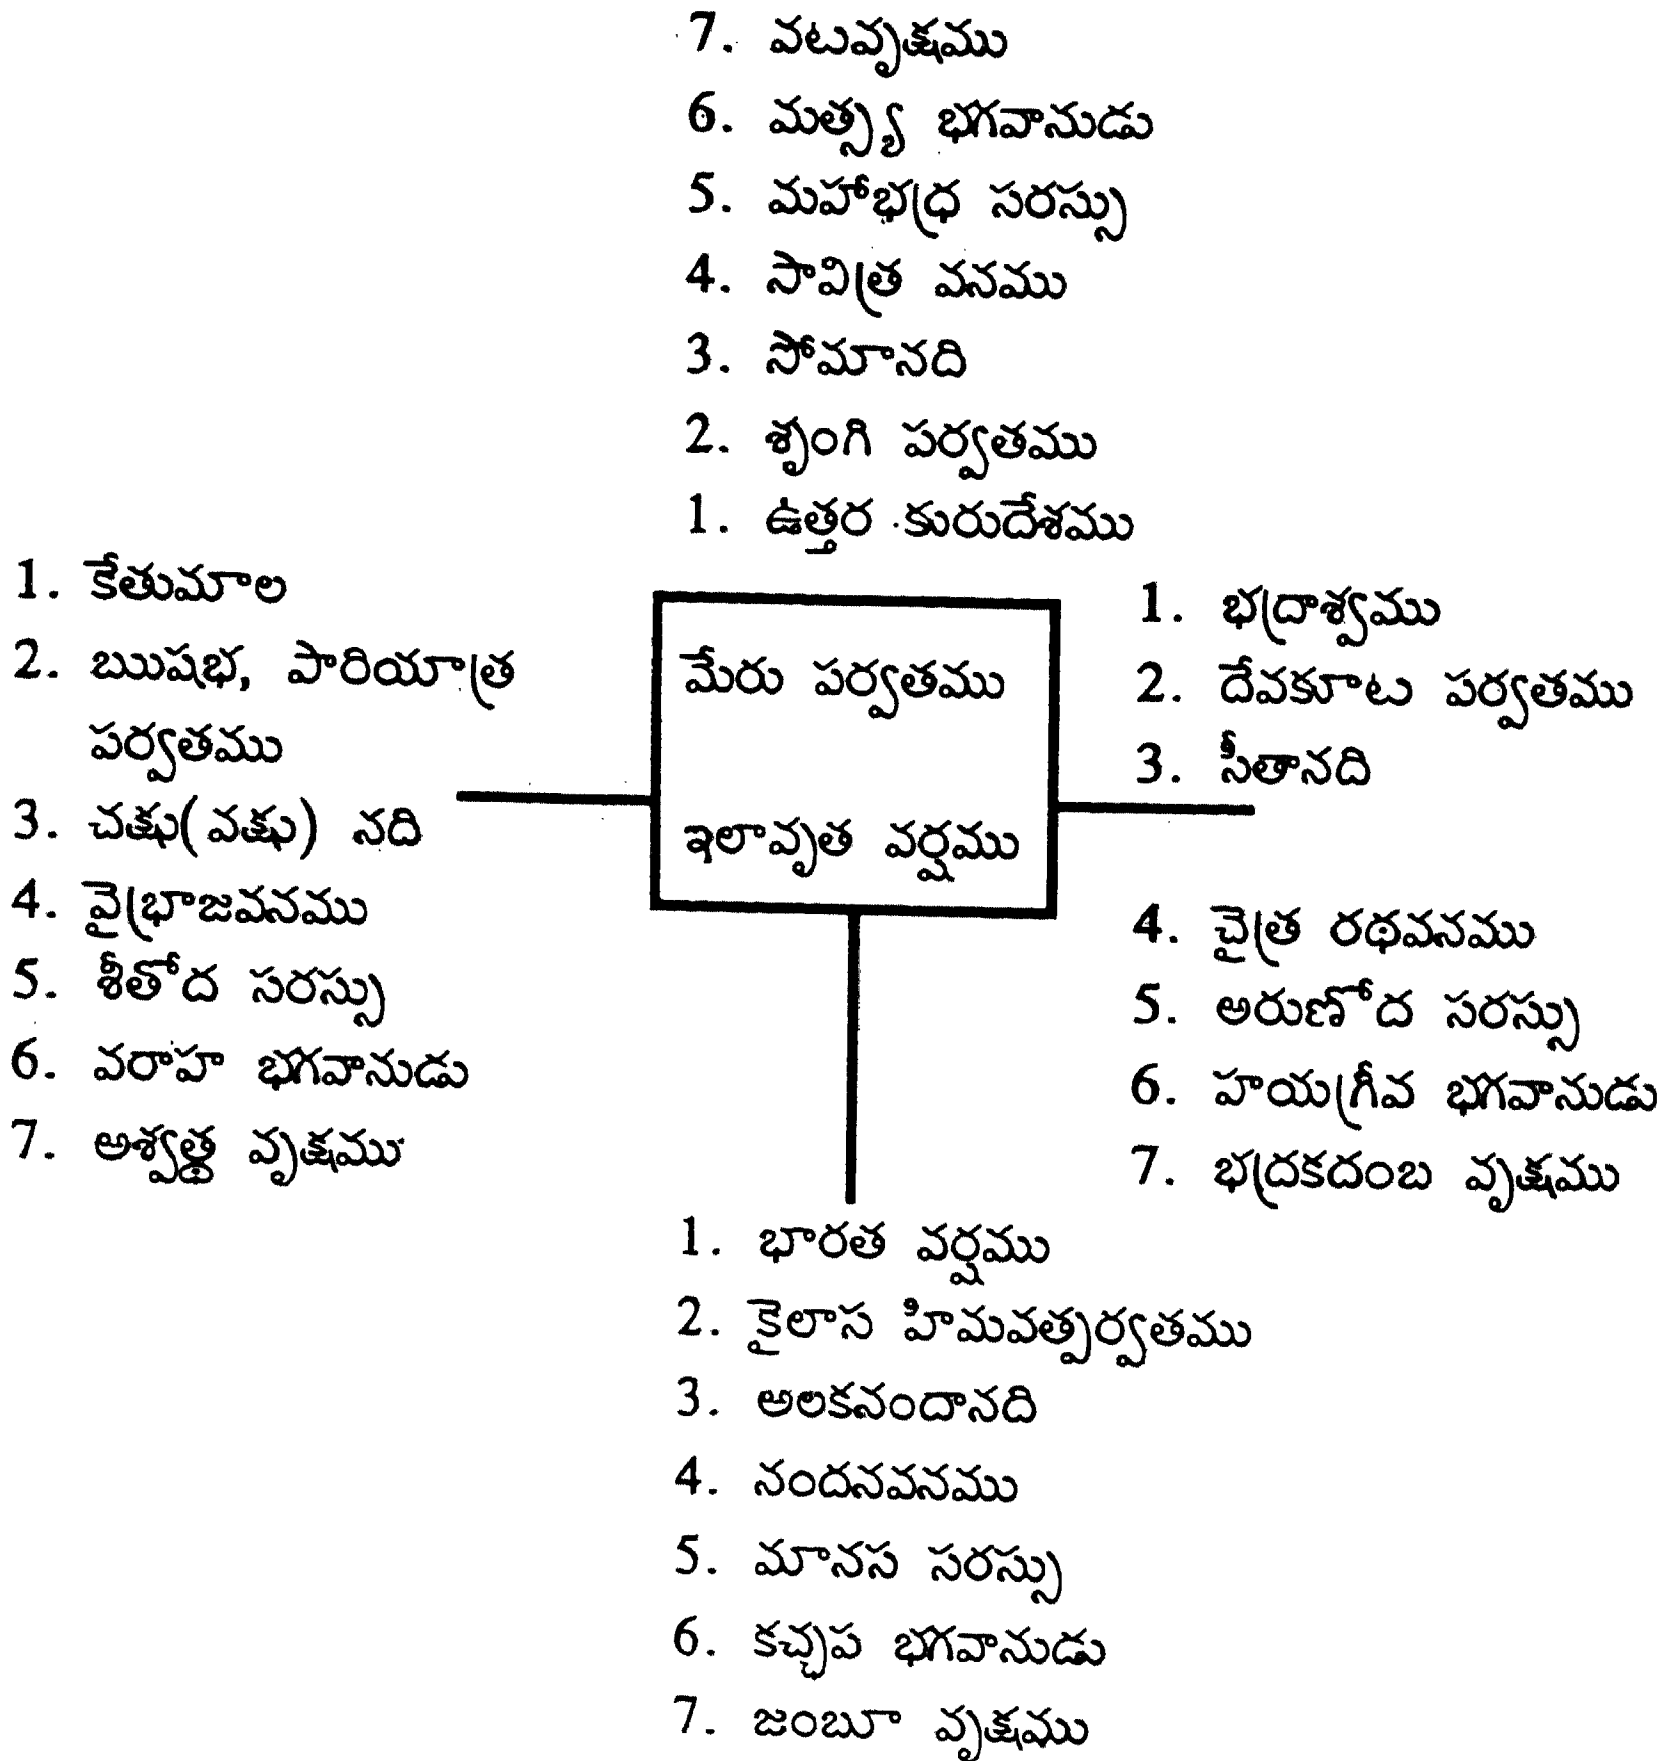 7. వటవృక్షము
6. మత్స్య భగవానుడు
5. మహాభధ్ర సరస్సు
4. సావిత్ర వనము
3. సోమానది
2. శృంగి పర్వతము
1. ఉత్తర కురుదేశము
1. కేతుమాల
2. ఋషభ, పారియాత్ర
పర్వతము
3. చక్షు(వక్షు) నది
4. వైభ్రాజవనము
5. శీతోద సరస్సు
6. వరాహ భగవానుడు
7. అశ్వత్థ వృక్షము
మేరు పర్వతము
ఇలావృత వర్షము
1. భద్రాశ్వము
2. దేవకూట పర్వతము
3. సీతానది
4. చైత్ర రథవనము
5. అరుణోద సరస్సు
6. హయగ్రీవ భగవానుడు
7. భద్రకదంబ వృక్షము
1. భారత వర్షము
2. కైలాస హిమవత్పర్వతము
3. అలకనందానది
4. నందనవనము
5. మానస సరస్సు
6. కచ్ఛప భగవానుడు
7. జంబూ వృక్షము